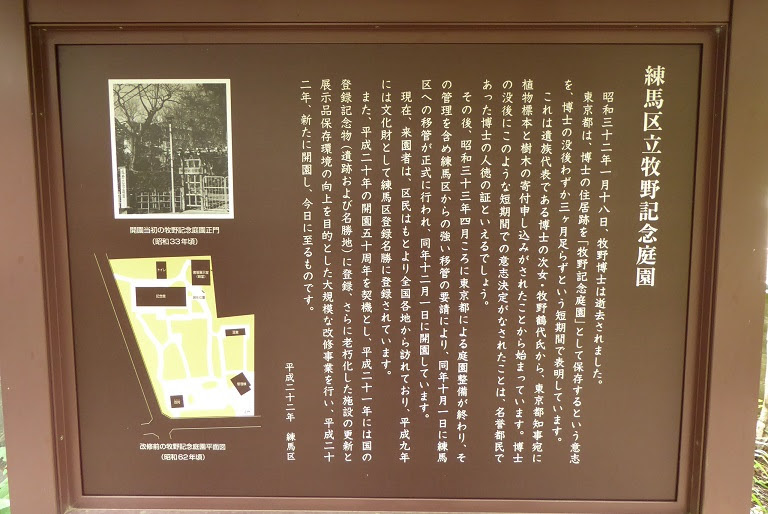 練馬区立牧野記念庭園
昭和三十二年一月十八日、牧野博士は逝去されました。
東京都は、博士の住居跡を「牧野記念庭園」として保存するという意志
を、博士の没後わずか三ヶ月足らずという短期間で表明しています。
これは遺族代表である博士の次女・牧野鶴代氏から、東京都知事宛に
植物標本と樹木の寄付申し込みがされたことから始まっています。博士
の没後にこのような短期間での意志決定がなされたことは、名誉都民で
あった博士の人徳の証といえるでしょう。
その後、昭和三十三年四月ころに東京都による庭園整備が終わり、そ
の管理を含め練馬区からの強い移管の要請により、同年十月一日に練馬
区への移管が正式に行われ、同年十二月一日に開園しています。
現在、来園者は、区民はもとより全国各地から訪れており、平成九年
には文化財として練馬区登録名勝に登録されています。
また、平成二十年の開園五十周年を契機とし、平成二十一年には国の
登録記念物(遺跡および名勝地)に登録、さらに老朽化した施設の更新と
展示品保存環境の向上を目的とした大規模な改修事業を行い、平成二十
二年、新たに開園し、今日に至るものです。
平成二十二年 練馬区
開園当初の牧野記念庭園正門
(昭和33年頃)
トイレ
記念館
改修前の牧野記念庭園平面図
(昭和62年頃)